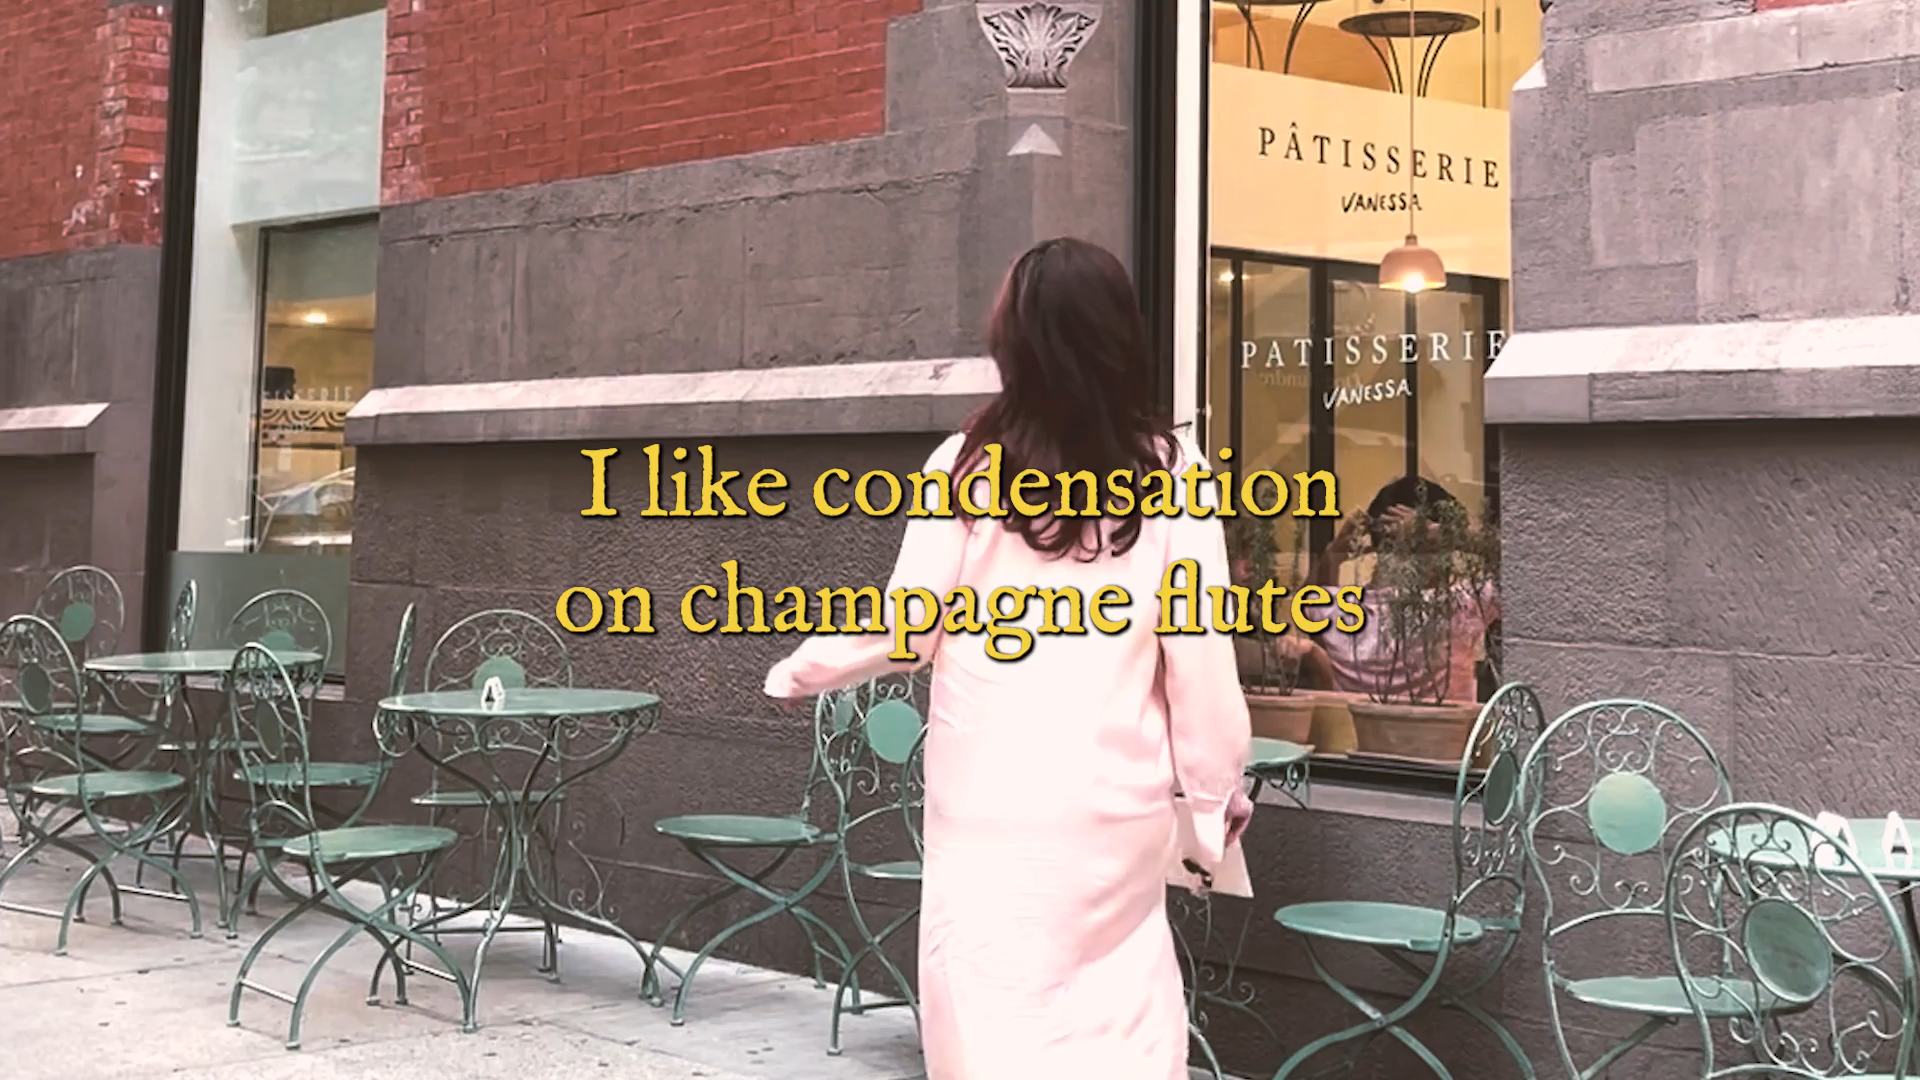 PÂTISSERIE
VANESSA
PATISSERIE
VANESSA
I like condensation
on champagne flutes